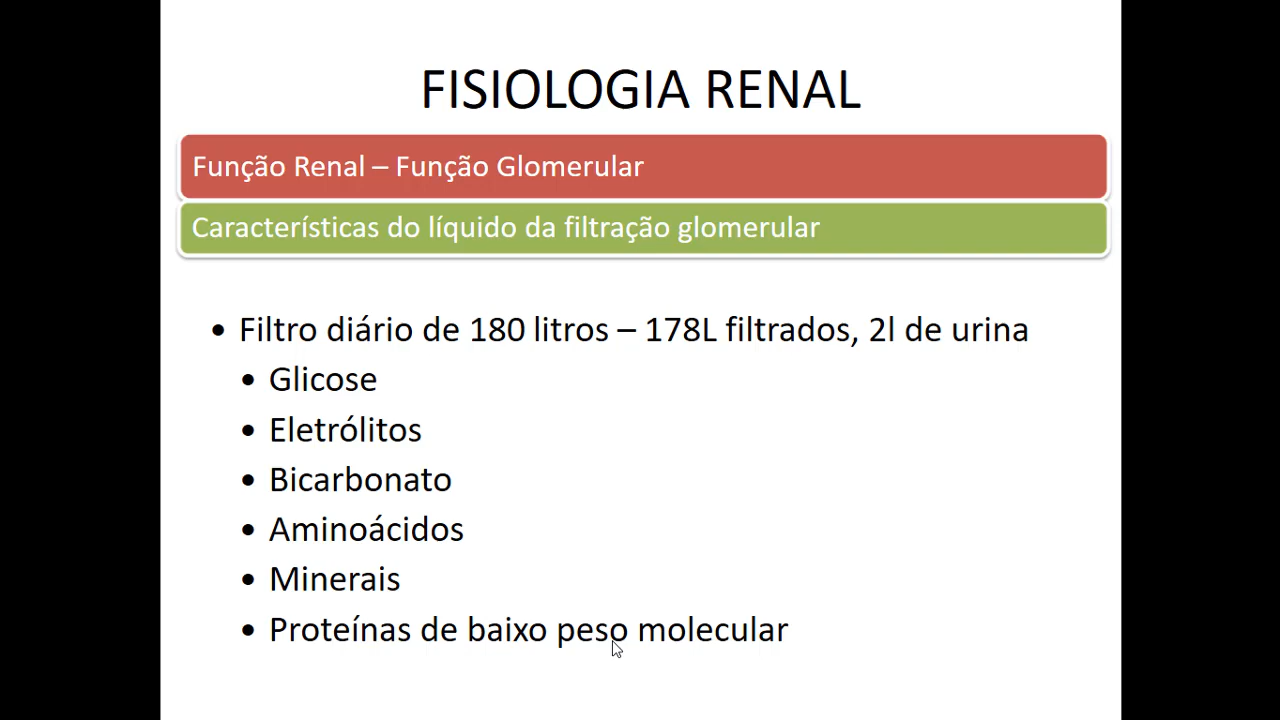 FISIOLOGIA RENAL
Função Renal – Função Glomerular
Características do líquido da filtração glomerular
• Filtro diário de 180 litros – 178L filtrados, 2l de urina
• Glicose
• Eletrólitos
• Bicarbonato
• Aminoácidos
• Minerais
• Proteínas de baixo peso molecular